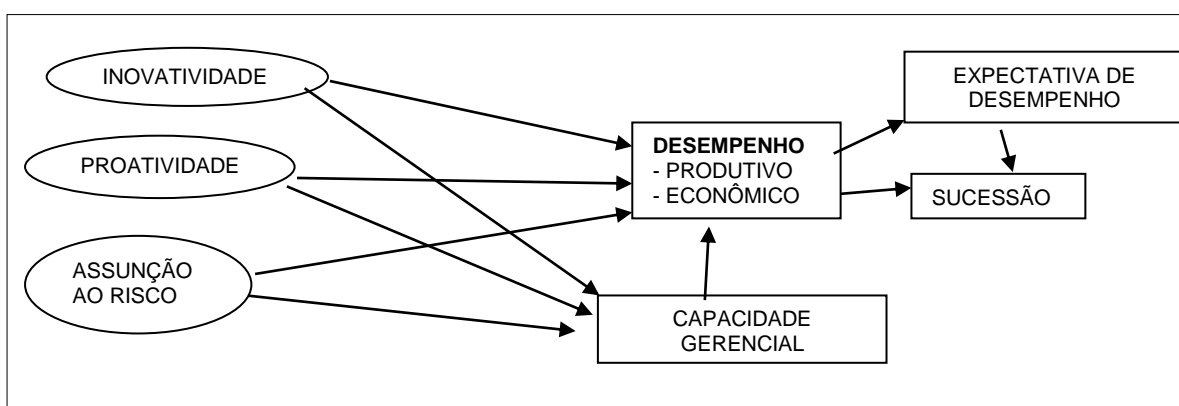 INOVATIVIDADE
PROATIVIDADE
ASSUNÇÃO
AO RISCO
DESEMPENHO
- PRODUTIVO
- ECONÔMICO
CAPACIDADE
GERENCIAL
EXPECTATIVA DE
DESEMPENHO
SUCESSÃO